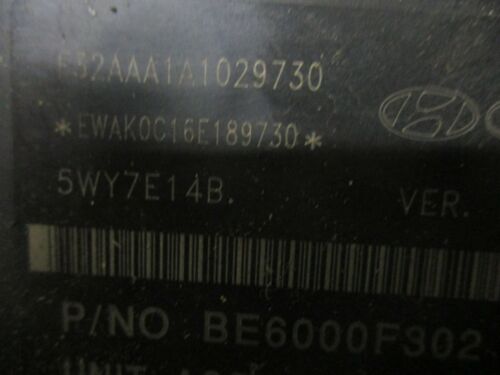 *EWAK0C16E189730*
5WY7E14B. VER.
P/NO BE6000F302